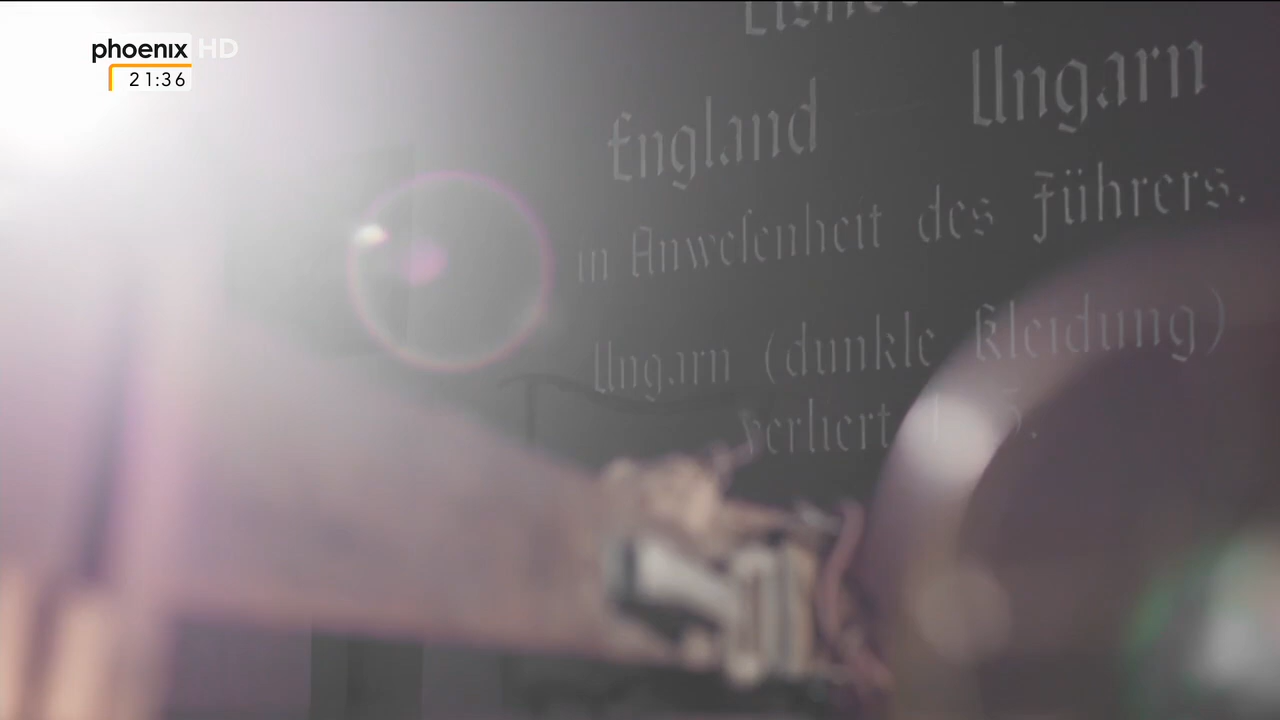 phoenix HD
21:36
England Ungarn
in Anwesenheit des Führers.
Ungarn (dunkle Kleidung)
verliert